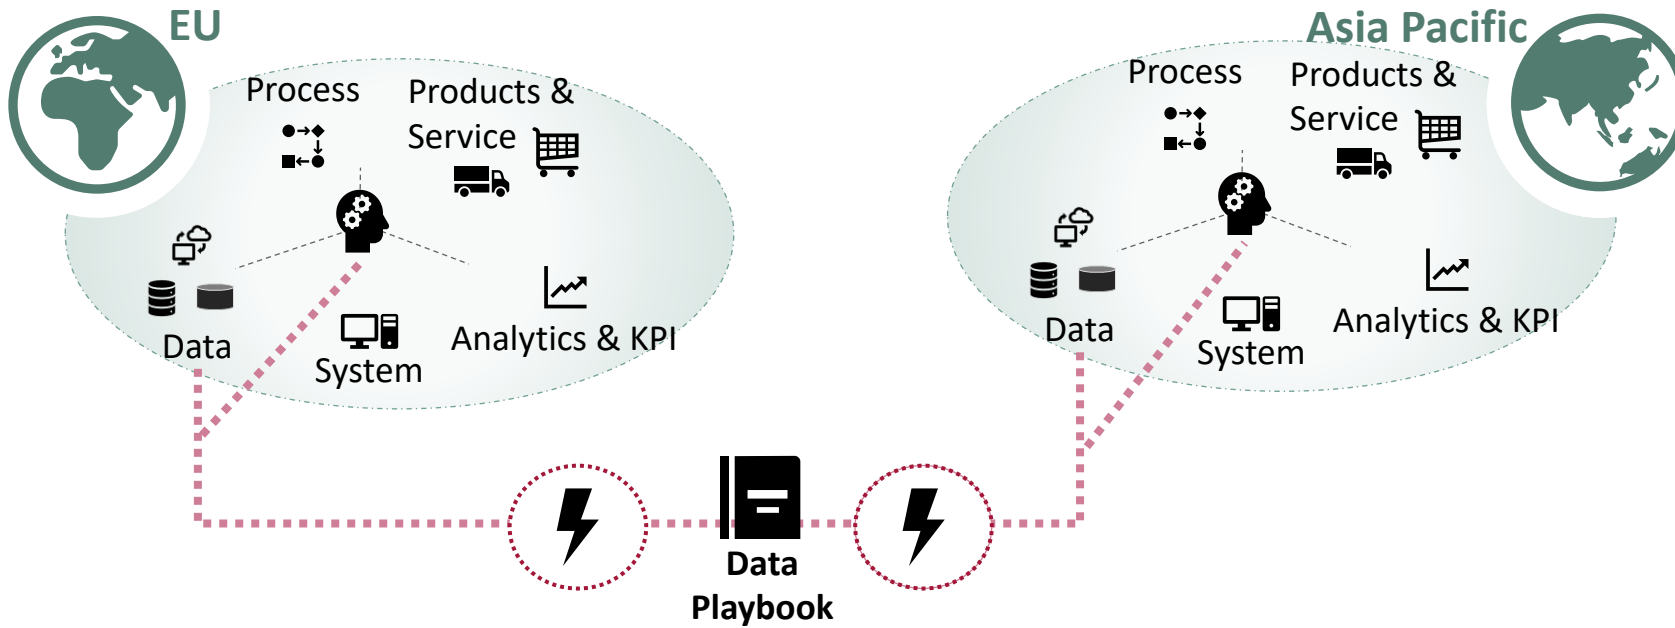 EU
Process
Products &
Service
Data
System
Analytics & KPI
Asia Pacific
Process
Products &
Service
Data
System
Analytics & KPI
Data
Playbook